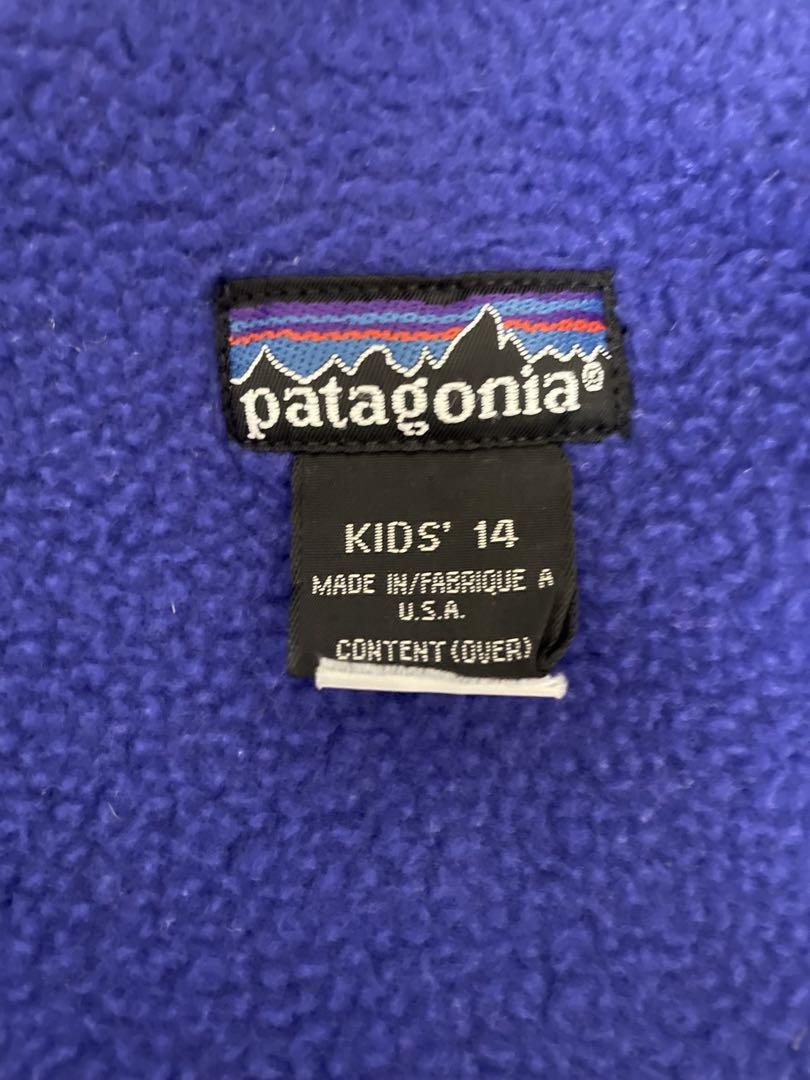 patagonia®
KIDS' 14
MADE IN/FABRIQUE A
U.S.A.
CONTENT (OVER)